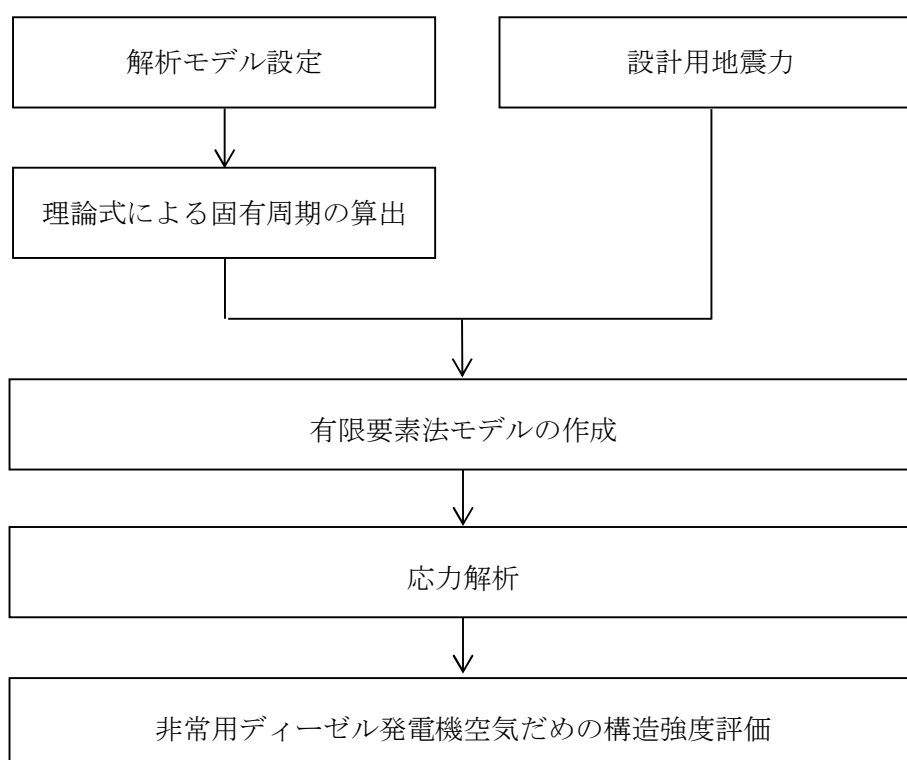 解析モデル設定
設計用地震力
理論式による固有周期の算出
有限要素法モデルの作成
応力解析
非常用ディーゼル発電機空気だめの構造強度評価